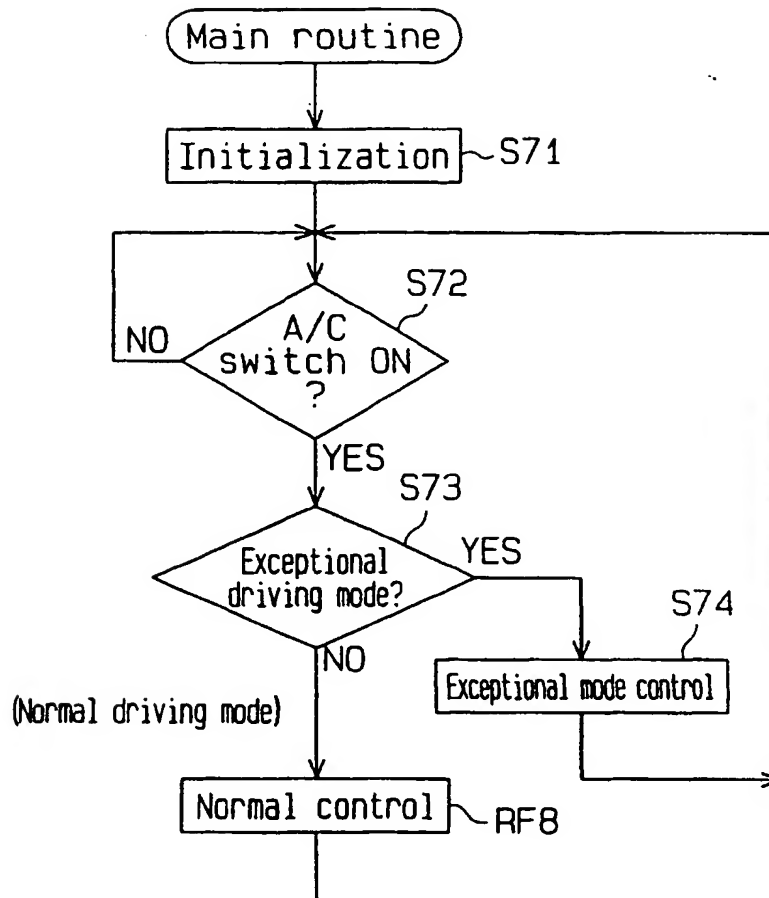 Main routine
Initialization
S71
S72
A/C
switch ON
?
NO
YES
S73
Exceptional
driving mode?
YES
S74
NO
Exceptional mode control
(Normal driving mode)
Normal control
RF8